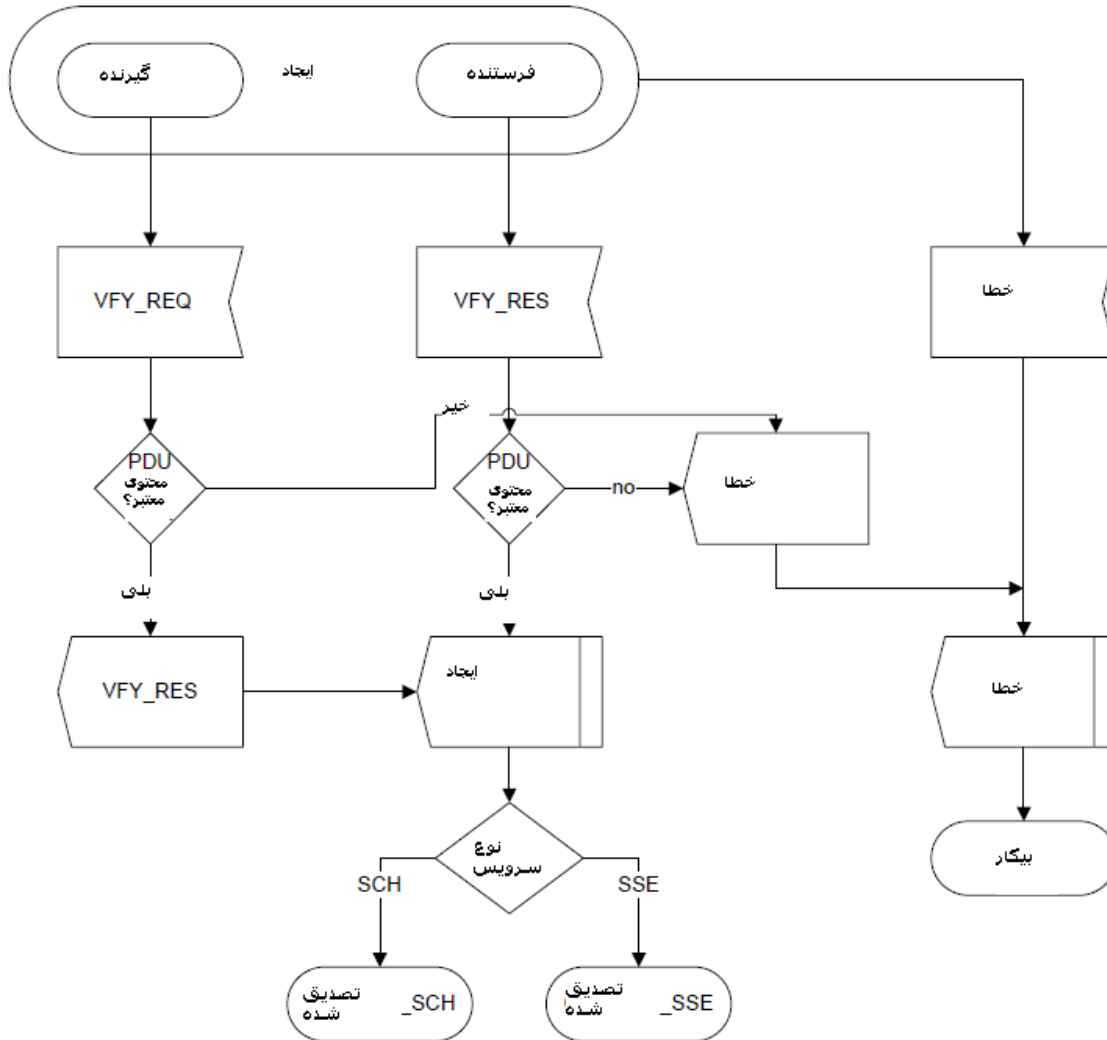 گیرنده
ایجاد
فرستنده
VFY_REQ
VFY_RES
خطا
خیر
PDU
محتوی
معتبر؟
PDU
محتوی
معتبر؟
no
خطا
بلی
بلی
VFY_RES
ایجاد
خطا
نوع
سرویس
بیکار
SCH
SSE
تصدیق
شده
_SCH
تصدیق
شده
_SSE